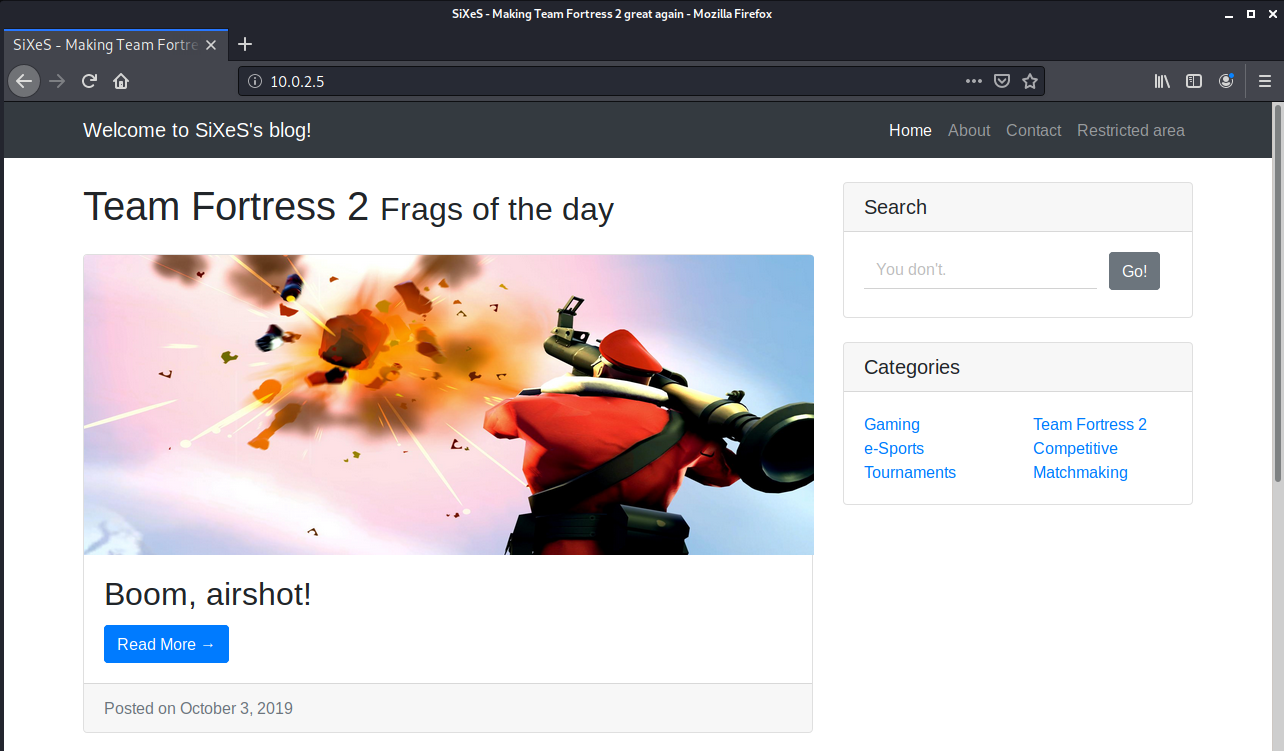 SiXeS - Making Team Fortress 2 great again - Mozilla Firefox
SiXeS - Making Team Fortre
10.0.2.5
Welcome to SiXeS's blog!
Home About Contact Restricted area
Team Fortress 2 Frags of the day
Search
You don't.
Go!
Categories
Gaming
e-Sports
Tournaments
Team Fortress 2
Competitive
Matchmaking
Boom, airshot!
Read More →
Posted on October 3, 2019